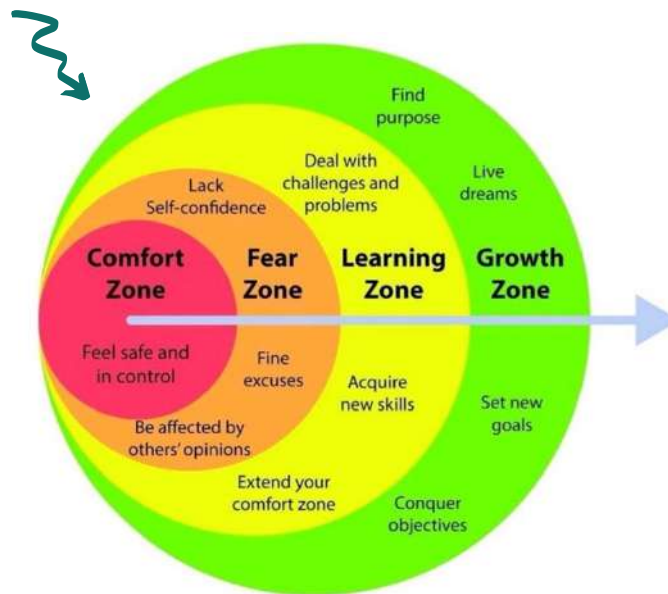 Comfort
Zone
Feel safe and
in control
Lack
Self-confidence
Fear
Zone
Fine
excuses
Be affected by
others' opinions
Deal with
challenges and
problems
Learning
Zone
Acquire
new skills
Extend your
comfort zone
Find
purpose
Live
dreams
Growth
Zone
Set new
goals
Conquer
objectives